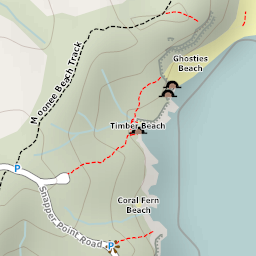 Ghosties
Beach
Moonee Beach Track
Timber Beach
P
Coral Fern
Beach
Snapper Point Road
P